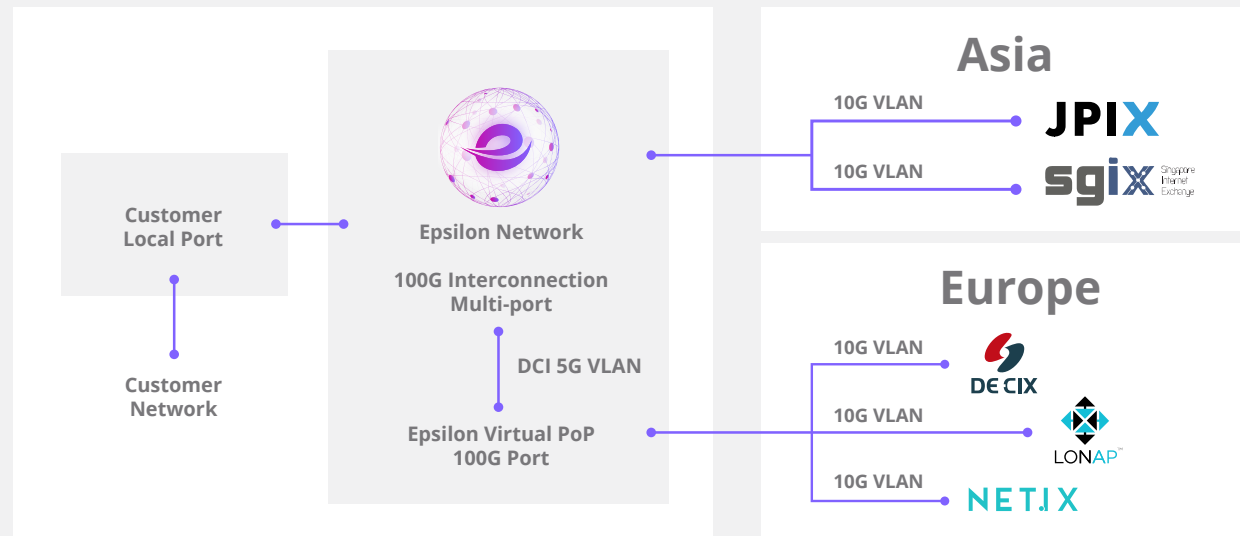 Customer
Local Port
Customer
Network
Epsilon Network
100G Interconnection
Multi-port
DCI 5G VLAN
Epsilon Virtual PoP
100G Port
Asia
10G VLAN
JPIX
10G VLAN
sgix
Singapore
Internet
Exchange
Europe
10G VLAN
DE CIX
10G VLAN
LONAP™
10G VLAN
NET.IX